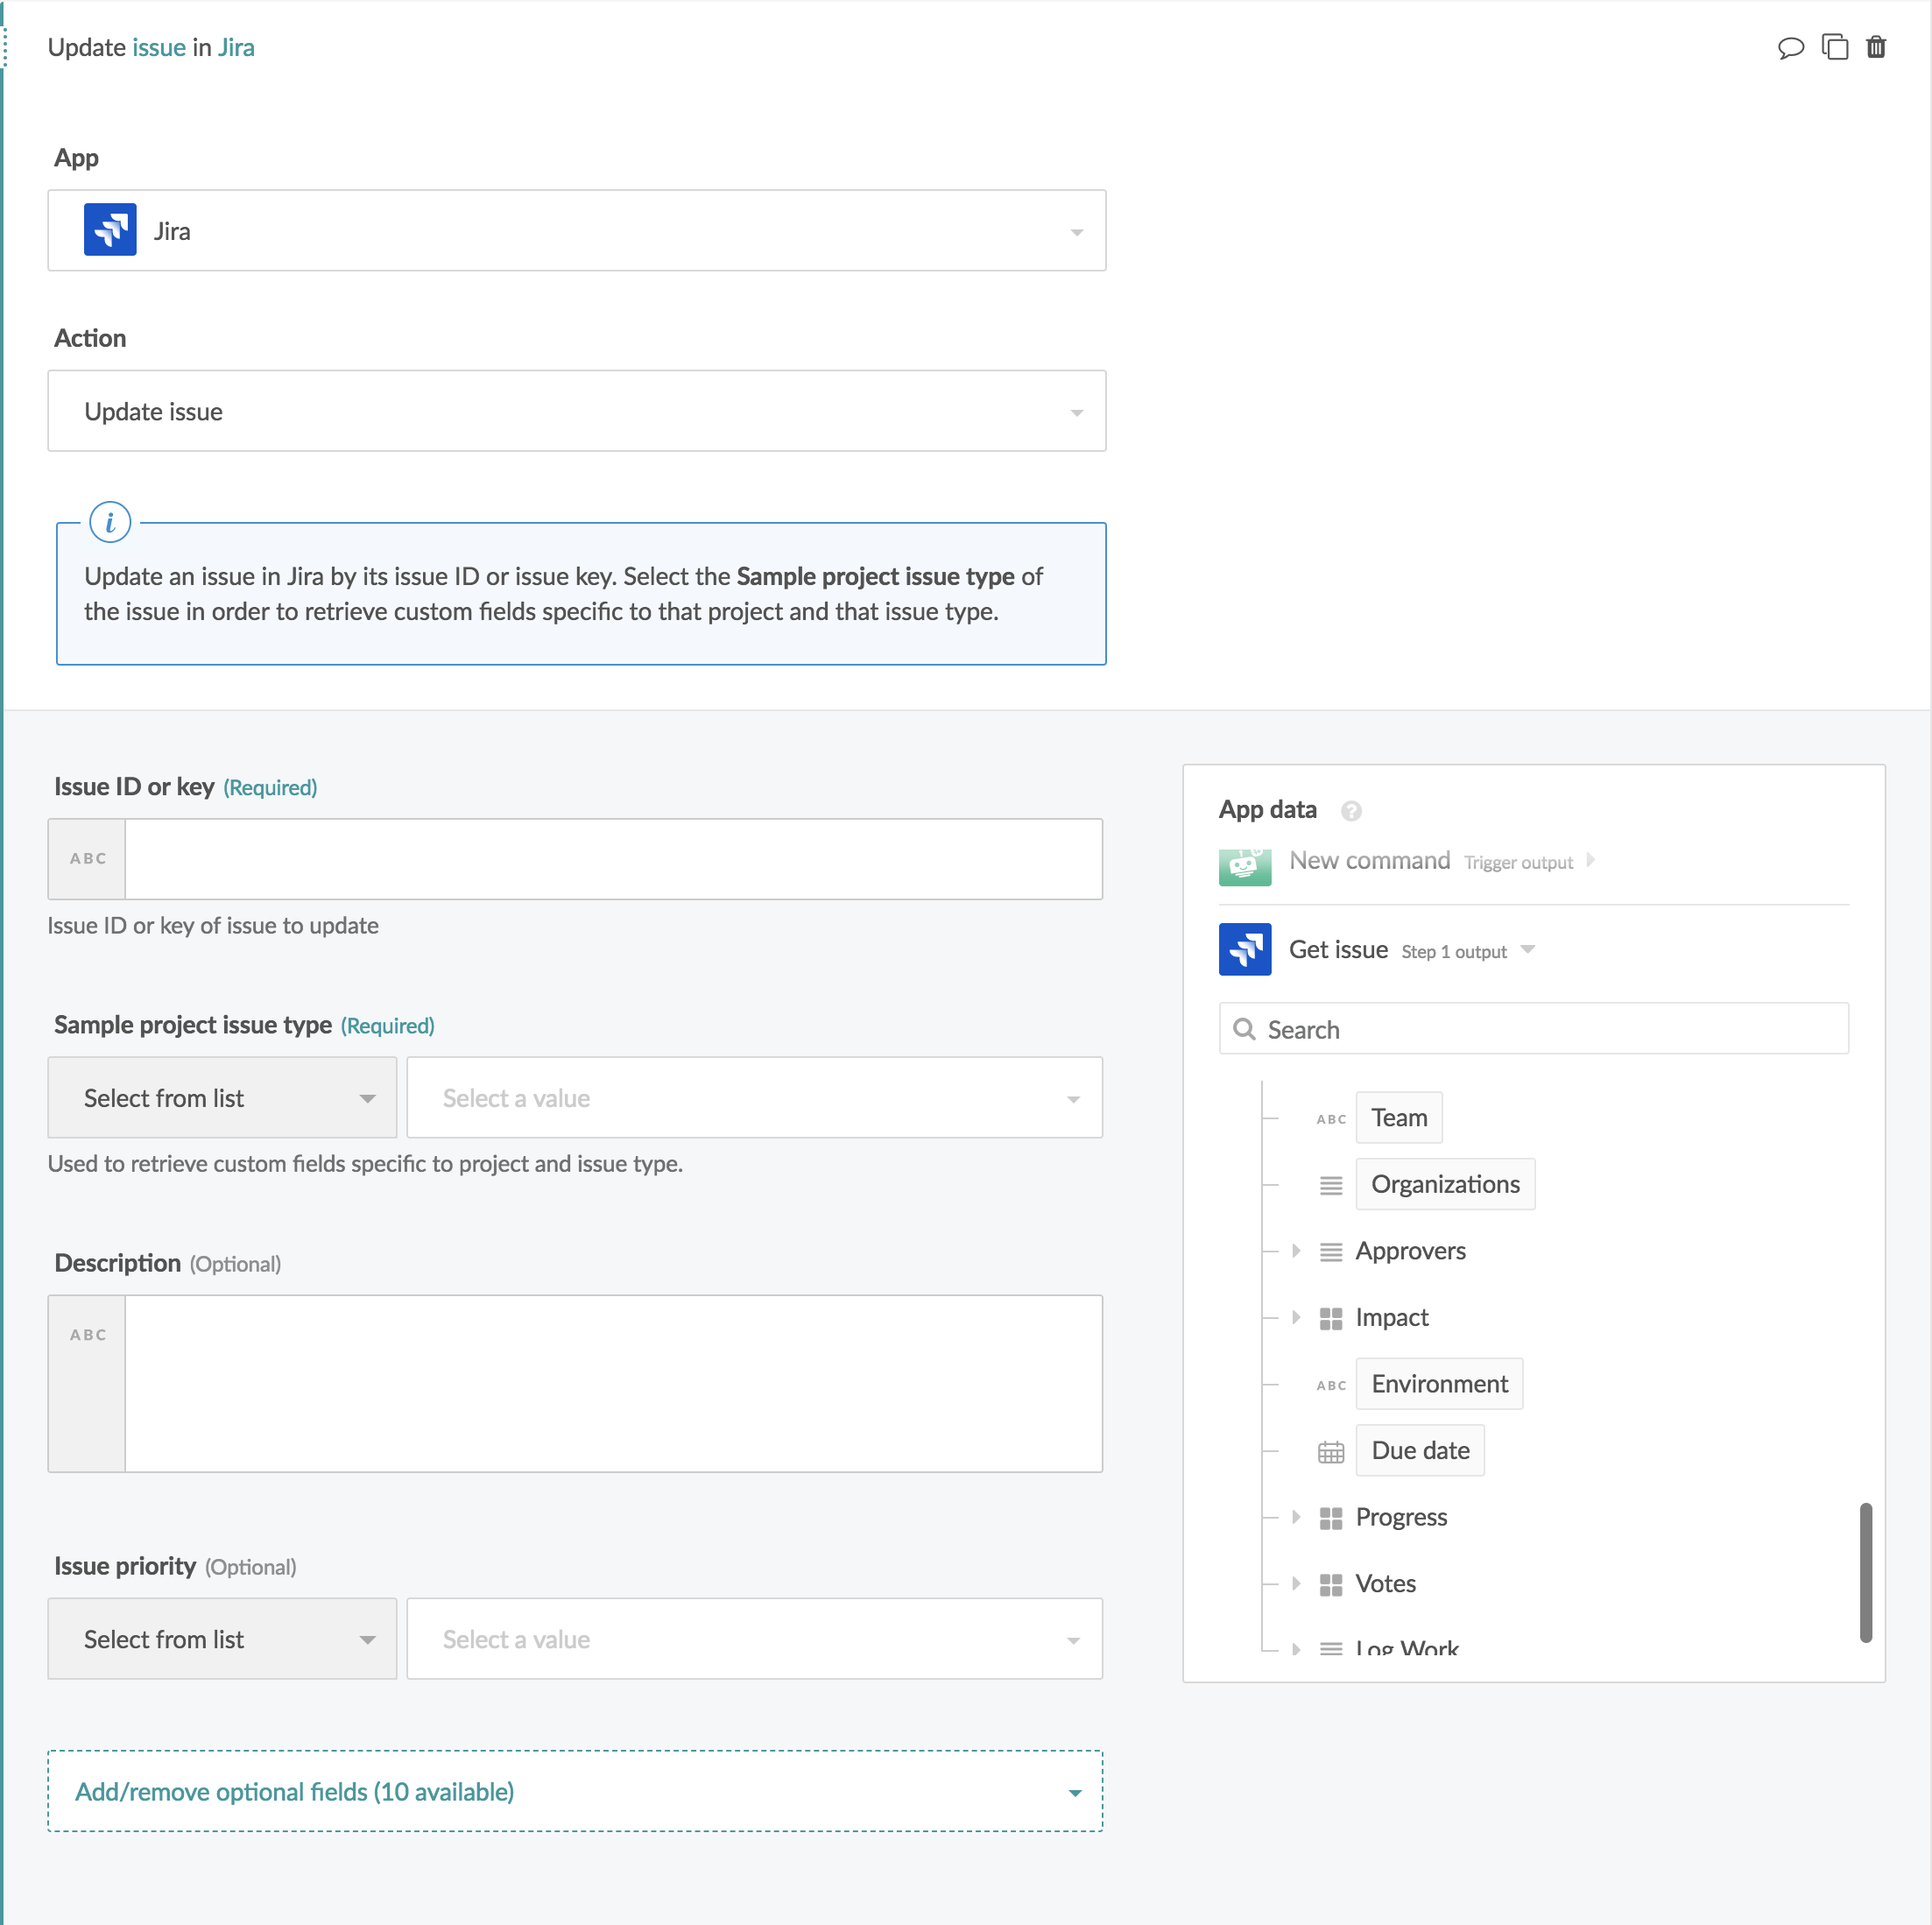 Update issue in Jira
App
Jira
Action
Update issue
i
Update an issue in Jira by its issue ID or issue key. Select the Sample project issue type of
the issue in order to retrieve custom fields specific to that project and that issue type.
Issue ID or key (Required)
ABC
Issue ID or key of issue to update
Sample project issue type (Required)
Select from list
Select a value
Used to retrieve custom fields specific to project and issue type.
Description (Optional)
ABC
Issue priority (Optional)
Select from list
Select a value
Add/remove optional fields (10 available)
App data ?
New command Trigger output
Get issue Step 1 output
Search
ABC Team
Organizations
Approvers
Impact
ABC Environment
Due date
Progress
Votes
Log Work